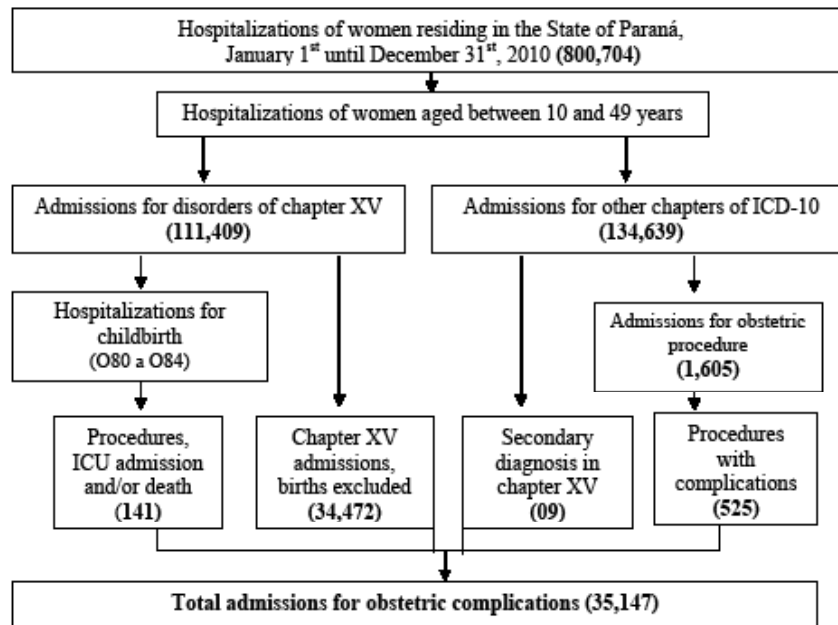 Hospitalizations of women residing in the State of Paraná,
January 1st until December 31st, 2010 (800,704)
Hospitalizations of women aged between 10 and 49 years
Admissions for disorders of chapter XV
(111,409)
Admissions for other chapters of ICD-10
(134,639)
Hospitalizations for
childbirth
(O80 a O84)
Admissions for obstetric
procedure
(1,605)
Procedures,
ICU admission
and/or death
(141)
Chapter XV
admissions,
births excluded
(34,472)
Secondary
diagnosis in
chapter XV
(09)
Procedures
with
complications
(525)
Total admissions for obstetric complications (35,147)